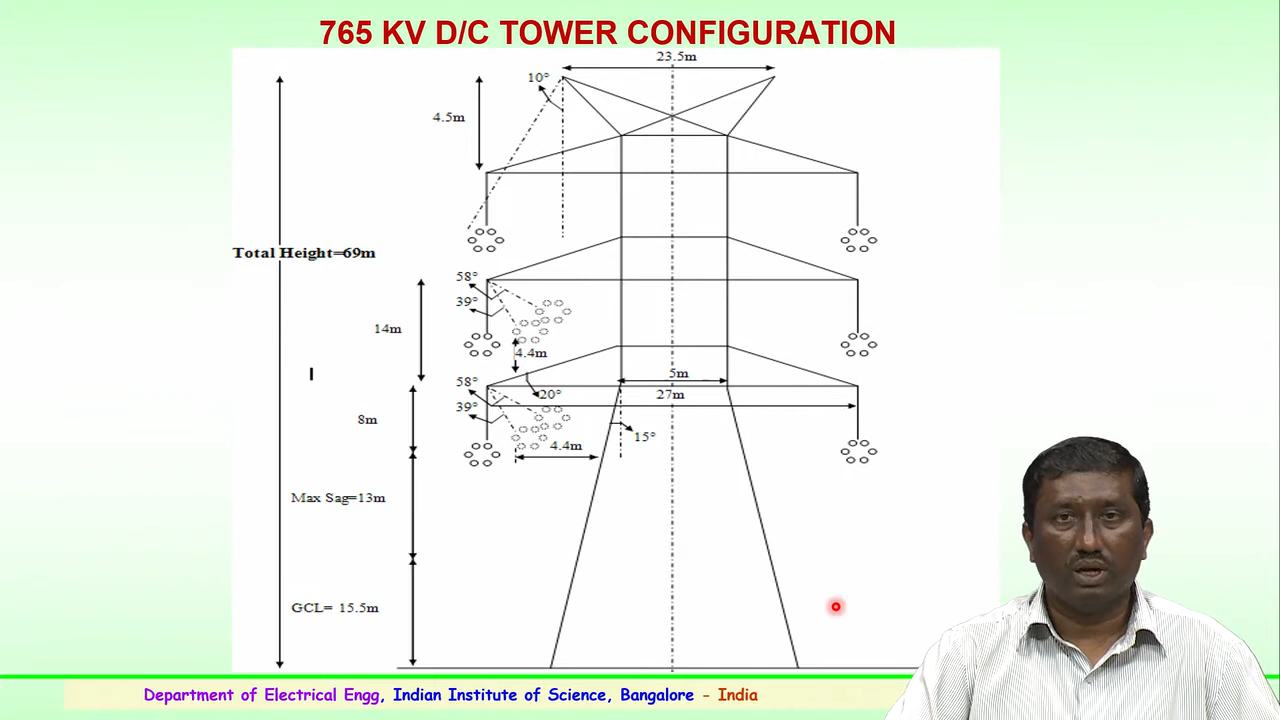 765 KV D/C TOWER CONFIGURATION
23.5m
10°
4.5m
Total Height=69m
58°
39°
14m
4.4m
5m
58°
20°
27m
39°
8m
15°
4.4m
Max Sag=13m
GCL= 15.5m
Department of Electrical Engg, Indian Institute of Science, Bangalore - India